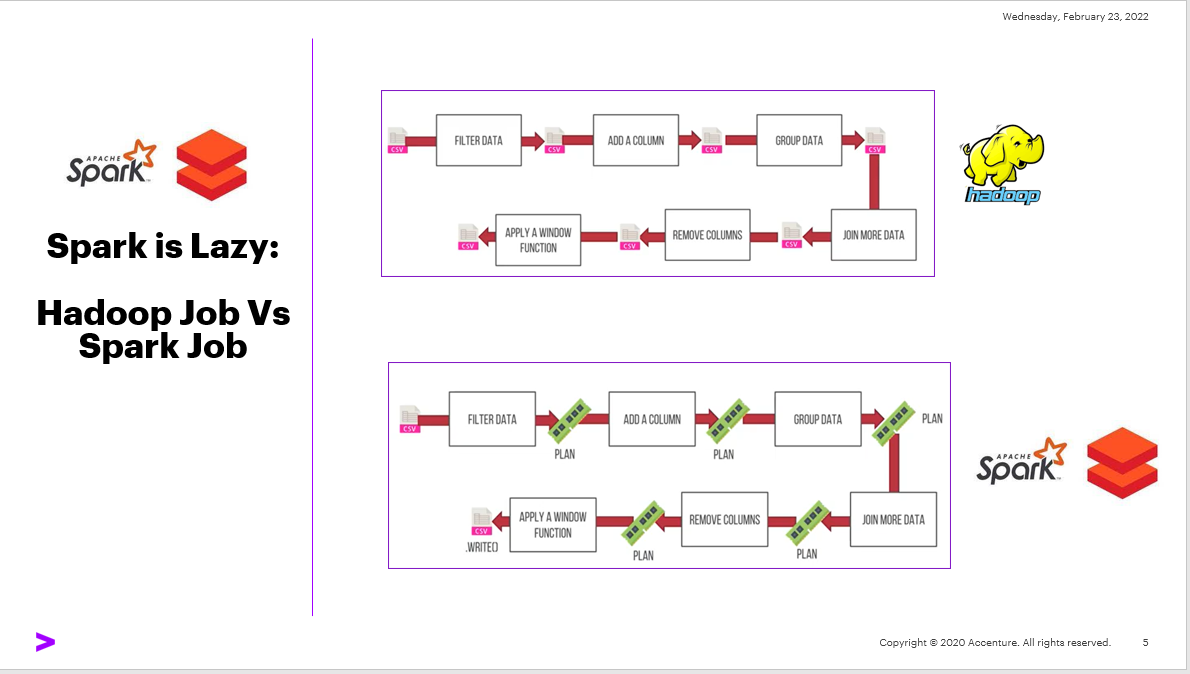 Wednesday, February 23, 2022
APACHE
Spark™
Spark is Lazy:
Hadoop Job Vs
Spark Job
CSV
FILTER DATA
CSV
ADD A COLUMN
CSV
GROUP DATA
CSV
hadoop
CSV
APPLY A WINDOW
FUNCTION
CSV
REMOVE COLUMNS
CSV
JOIN MORE DATA
CSV
FILTER DATA
PLAN
ADD A COLUMN
PLAN
GROUP DATA
PLAN
APACHE
Spark™
CSV
.WRITE()
APPLY A WINDOW
FUNCTION
PLAN
REMOVE COLUMNS
PLAN
JOIN MORE DATA
>
Copyright © 2020 Accenture. All rights reserved.
5